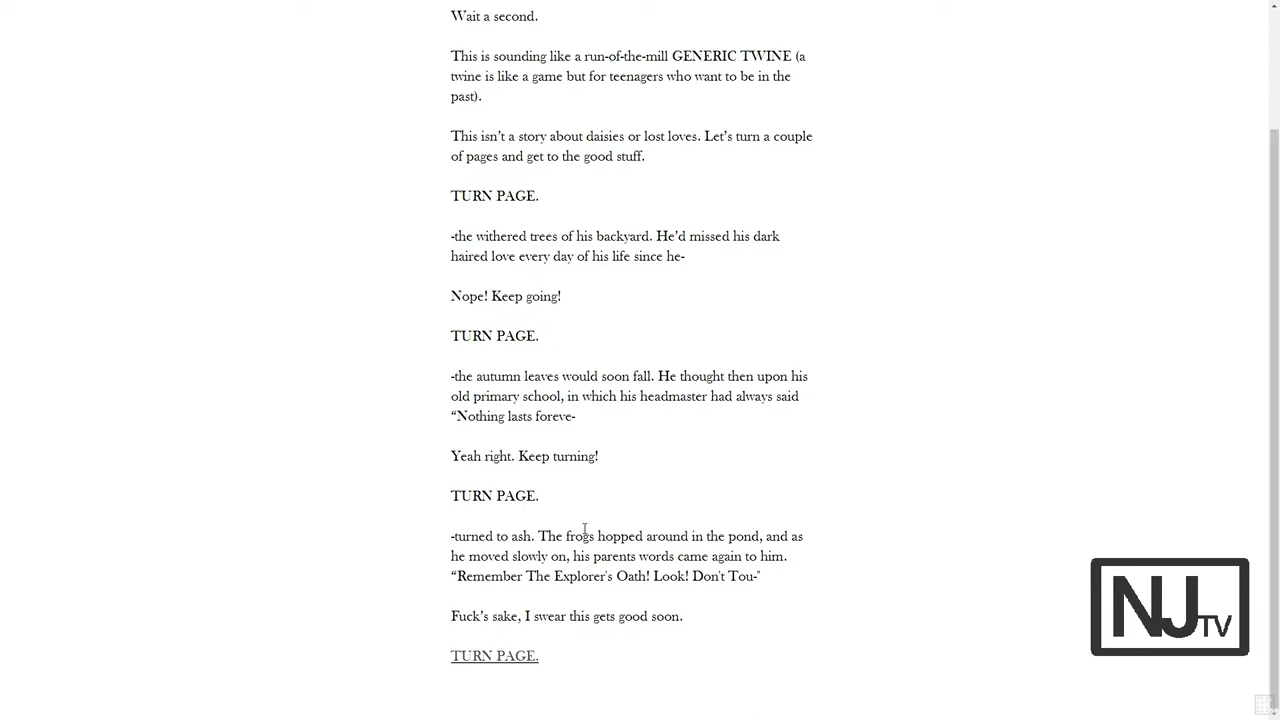 Wait a second.
This is sounding like a run-of-the-mill GENERIC TWINE (a
twine is like a game but for teenagers who want to be in the
past).
This isn't a story about daisies or lost loves. Let's turn a couple
of pages and get to the good stuff.
TURN PAGE.
-the withered trees of his backyard. He'd missed his dark
haired love every day of his life since he-
Nope! Keep going!
TURN PAGE.
-the autumn leaves would soon fall. He thought then upon his
old primary school, in which his headmaster had always said
“Nothing lasts foreve-
Yeah right. Keep turning!
TURN PAGE.
-turned to ash. The frogs hopped around in the pond, and as
he moved slowly on, his parents words came again to him.
“Remember The Explorer's Oath! Look! Don't Tou-"
Fuck's sake, I swear this gets good soon.
TURN PAGE.
NJTV